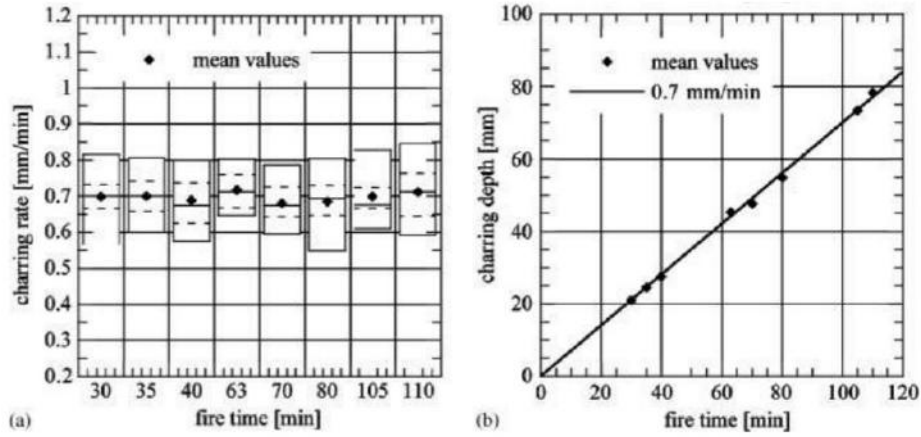 1.2
1.1
1
0.9
0.8
0.7
0.6
0.5
0.4
0.3
0.2
charring rate [mm/min]
mean values
30 35 40 63 70 80 105 110
fire time [min]
(a)
100
80
60
40
20
0
charring depth [mm]
mean values
0.7 mm/min
0 20 40 60 80 100 120
fire time [min]
(b)